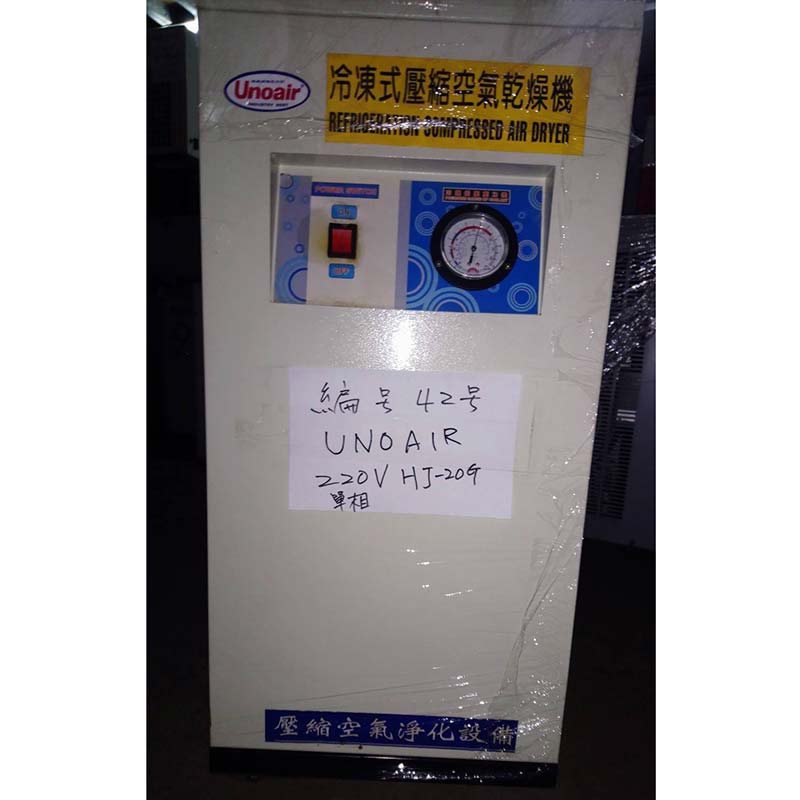 Unoair
INDUSTRY BEST
冷凍式壓縮空氣乾燥機
REFRIGERATION COMPRESSED AIR DRYER
POWER SWITCH
ON
OFF
編号 42号
UNOAIR
220V HJ-20G
單相
壓縮空氣淨化設備